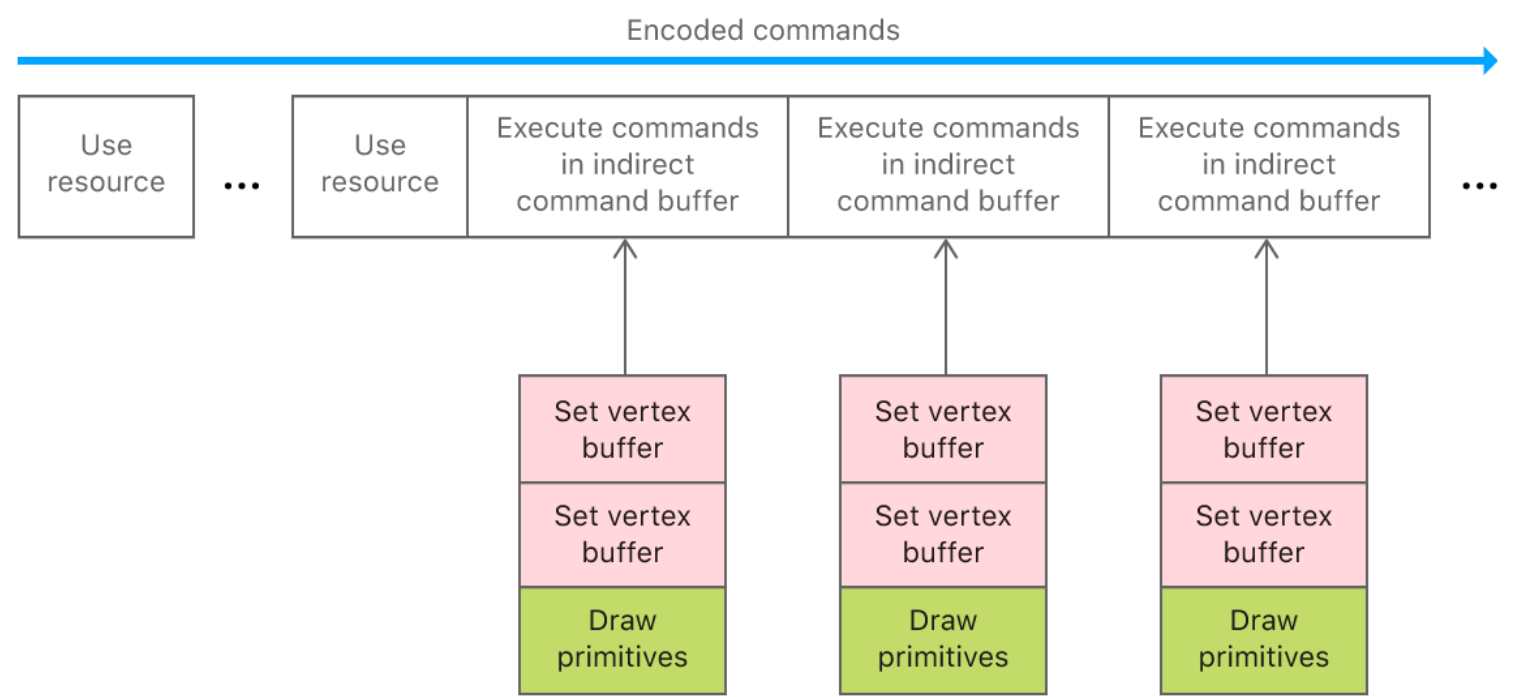 Encoded commands
Use
resource
...
Use
resource
Execute commands
in indirect
command buffer
Execute commands
in indirect
command buffer
Execute commands
in indirect
command buffer
...
Set vertex
buffer
Set vertex
buffer
Draw
primitives
Set vertex
buffer
Set vertex
buffer
Draw
primitives
Set vertex
buffer
Set vertex
buffer
Draw
primitives